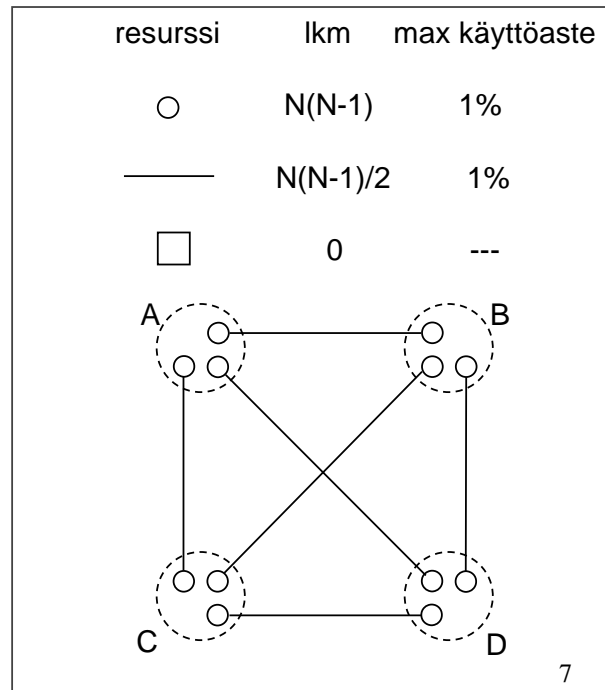 resurssi lkm max käyttöaste
N(N-1) 1%
N(N-1)/2 1%
0 ---
A B
C D
7